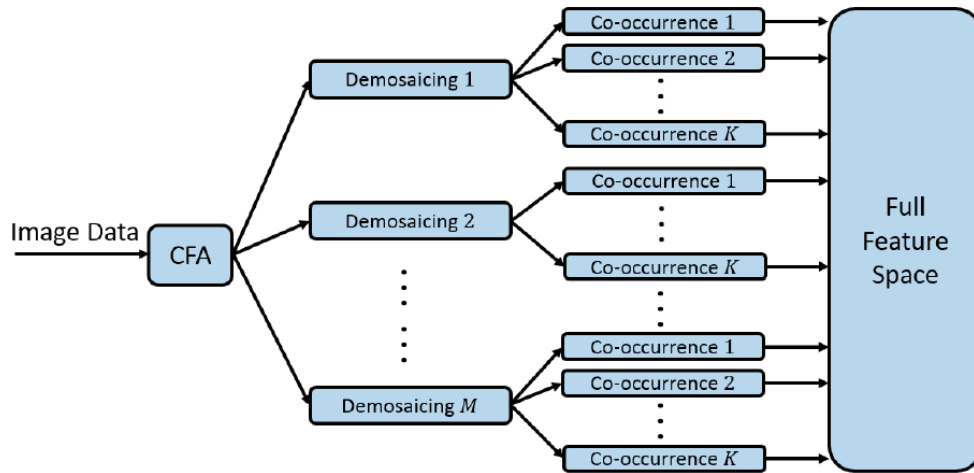 Image Data
CFA
Demosaicing 1
Demosaicing 2
Demosaicing M
Co-occurrence 1
Co-occurrence 2
Co-occurrence K
Co-occurrence 1
Co-occurrence K
Co-occurrence 1
Co-occurrence 2
Co-occurrence K
Full
Feature
Space